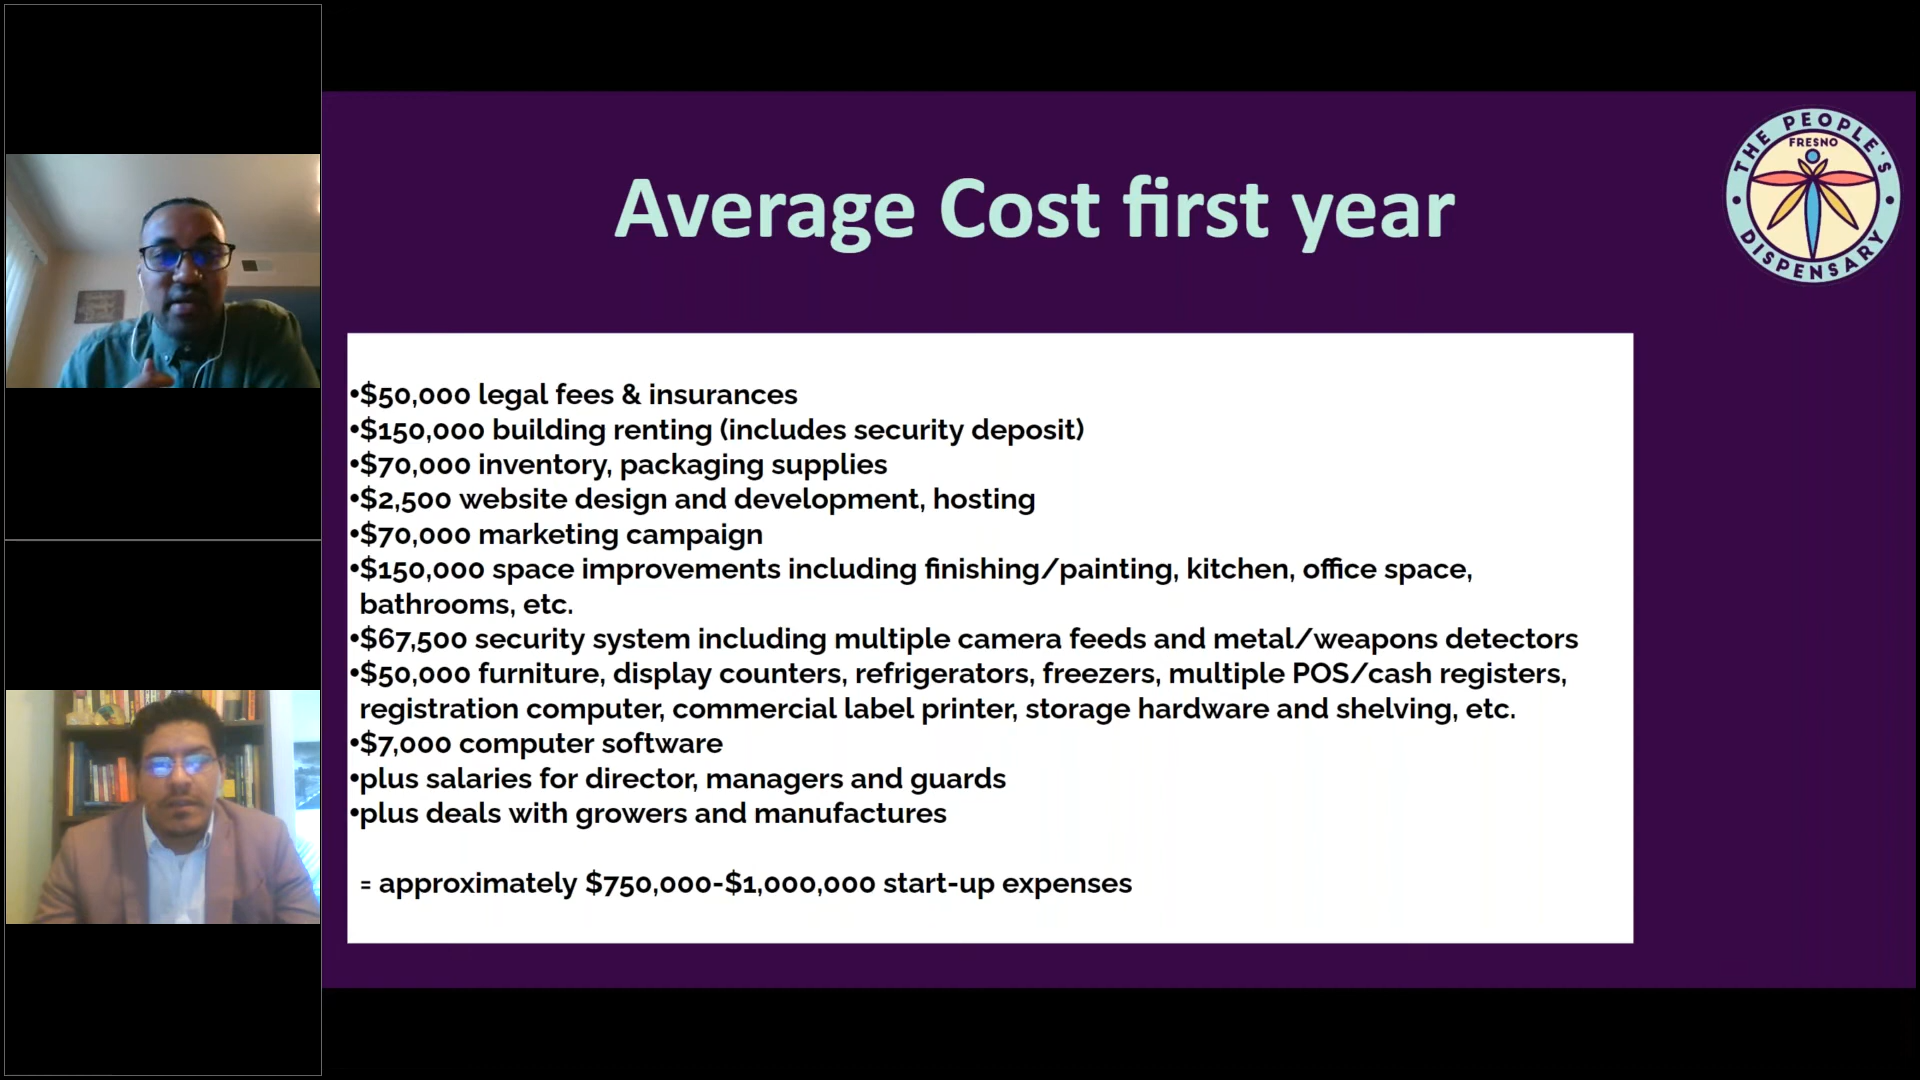 Average Cost first year
THE PEOPLE'S
FRESNO
DISPENSARY
•$50,000 legal fees & insurances
•$150,000 building renting (includes security deposit)
•$70,000 inventory, packaging supplies
•$2,500 website design and development, hosting
•$70,000 marketing campaign
•$150,000 space improvements including finishing/painting, kitchen, office space,
bathrooms, etc.
•$67,500 security system including multiple camera feeds and metal/weapons detectors
•$50,000 furniture, display counters, refrigerators, freezers, multiple POS/cash registers,
registration computer, commercial label printer, storage hardware and shelving, etc.
•$7,000 computer software
•plus salaries for director, managers and guards
•plus deals with growers and manufactures
= approximately $750,000-$1,000,000 start-up expenses